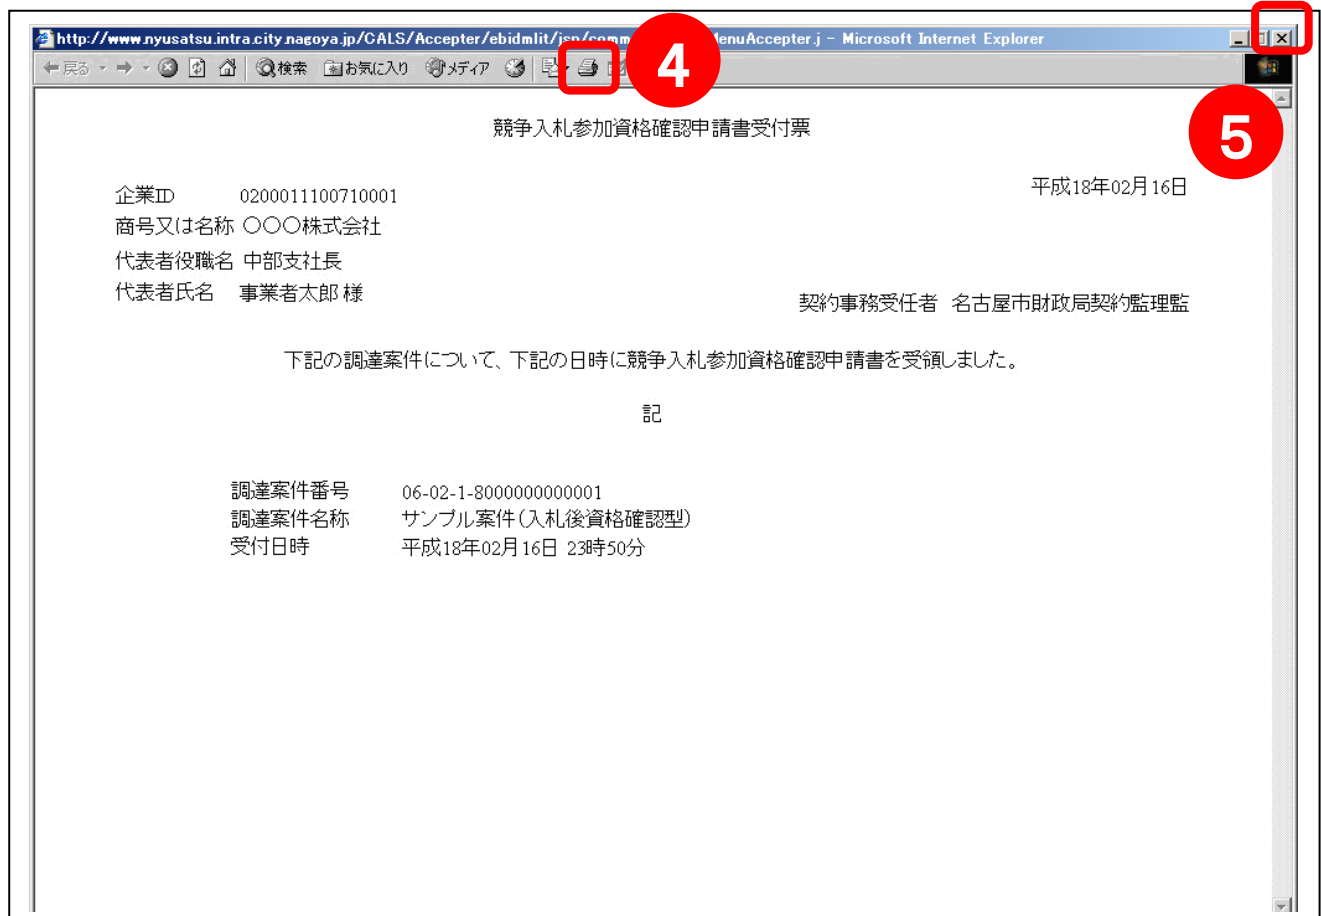 http://www.nyusatsu.intra.city.nagoya.jp/CALS/Accepter/ebidmlit/jsp/comm MenuAccepter.j - Microsoft Internet Explorer
戻る 検索 お気に入り メディア
4
5
競争入札参加資格確認申請書受付票
平成18年02月16日
企業ID 0200011100710001
商号又は名称 〇〇〇株式会社
代表者役職名 中部支社長
代表者氏名 事業者太郎 様
契約事務受任者 名古屋市財政局契約監理監
下記の調達案件について、下記の日時に競争入札参加資格確認申請書を受領しました。
記
調達案件番号 06-02-1-8000000000001
調達案件名称 サンプル案件(入札後資格確認型)
受付日時 平成18年02月16日 23時50分